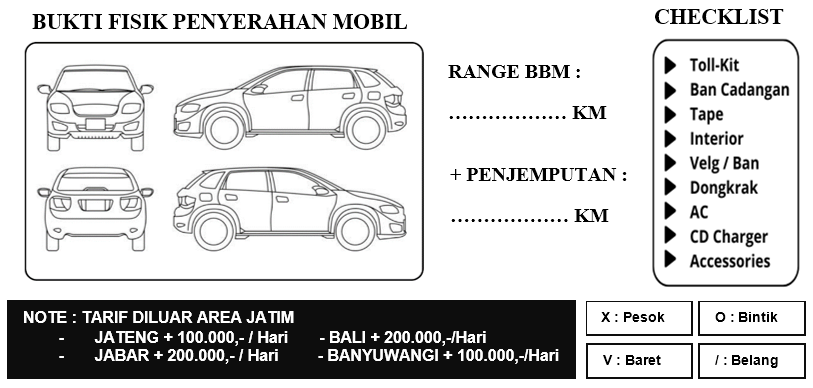 BUKTI FISIK PENYERAHAN MOBIL
RANGE BBM :
.................. KM
+ PENJEMPUTAN :
.................. KM
CHECKLIST
Toll-Kit
Ban Cadangan
Tape
Interior
Velg / Ban
Dongkrak
AC
CD Charger
Accessories
NOTE : TARIF DILUAR AREA JATIM
- JATENG + 100.000,- / Hari - BALI + 200.000,-/Hari
- JABAR + 200.000,- / Hari - BANYUWANGI + 100.000,-/Hari
X : Pesok
O : Bintik
V : Baret
/ : Belang